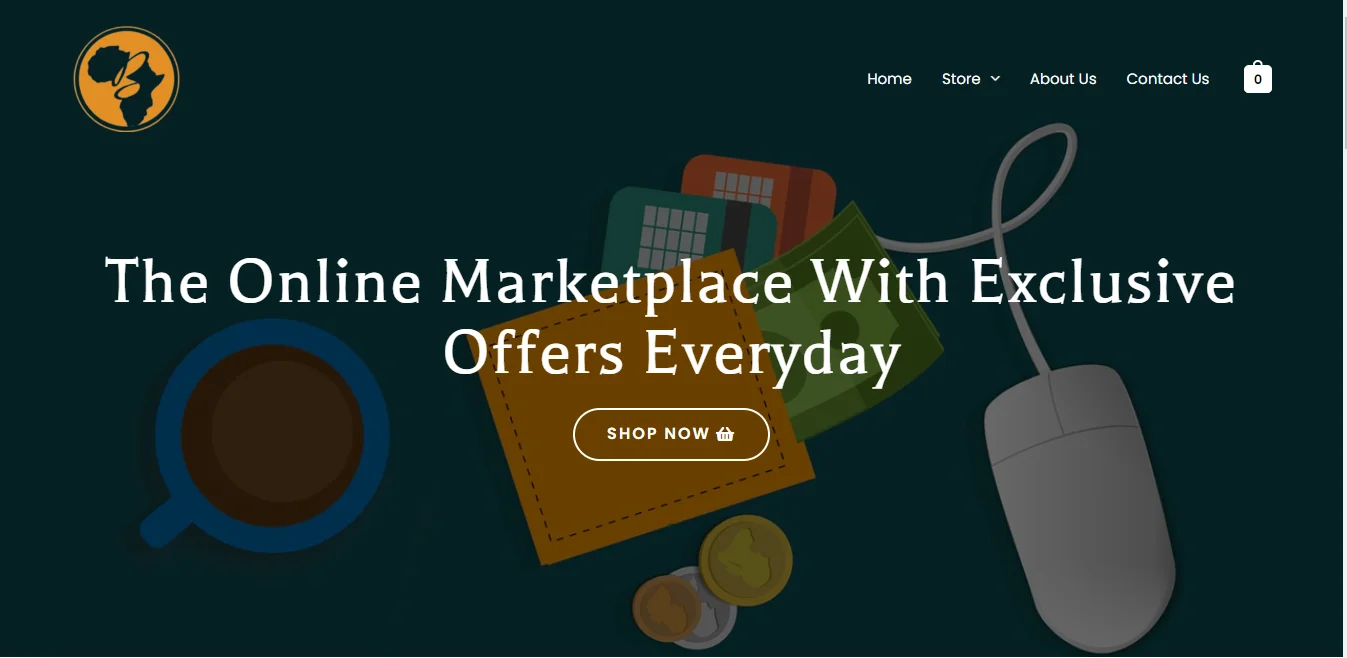 Home
Store
About Us
Contact Us
0
The Online Marketplace With Exclusive
Offers Everyday
SHOP NOW